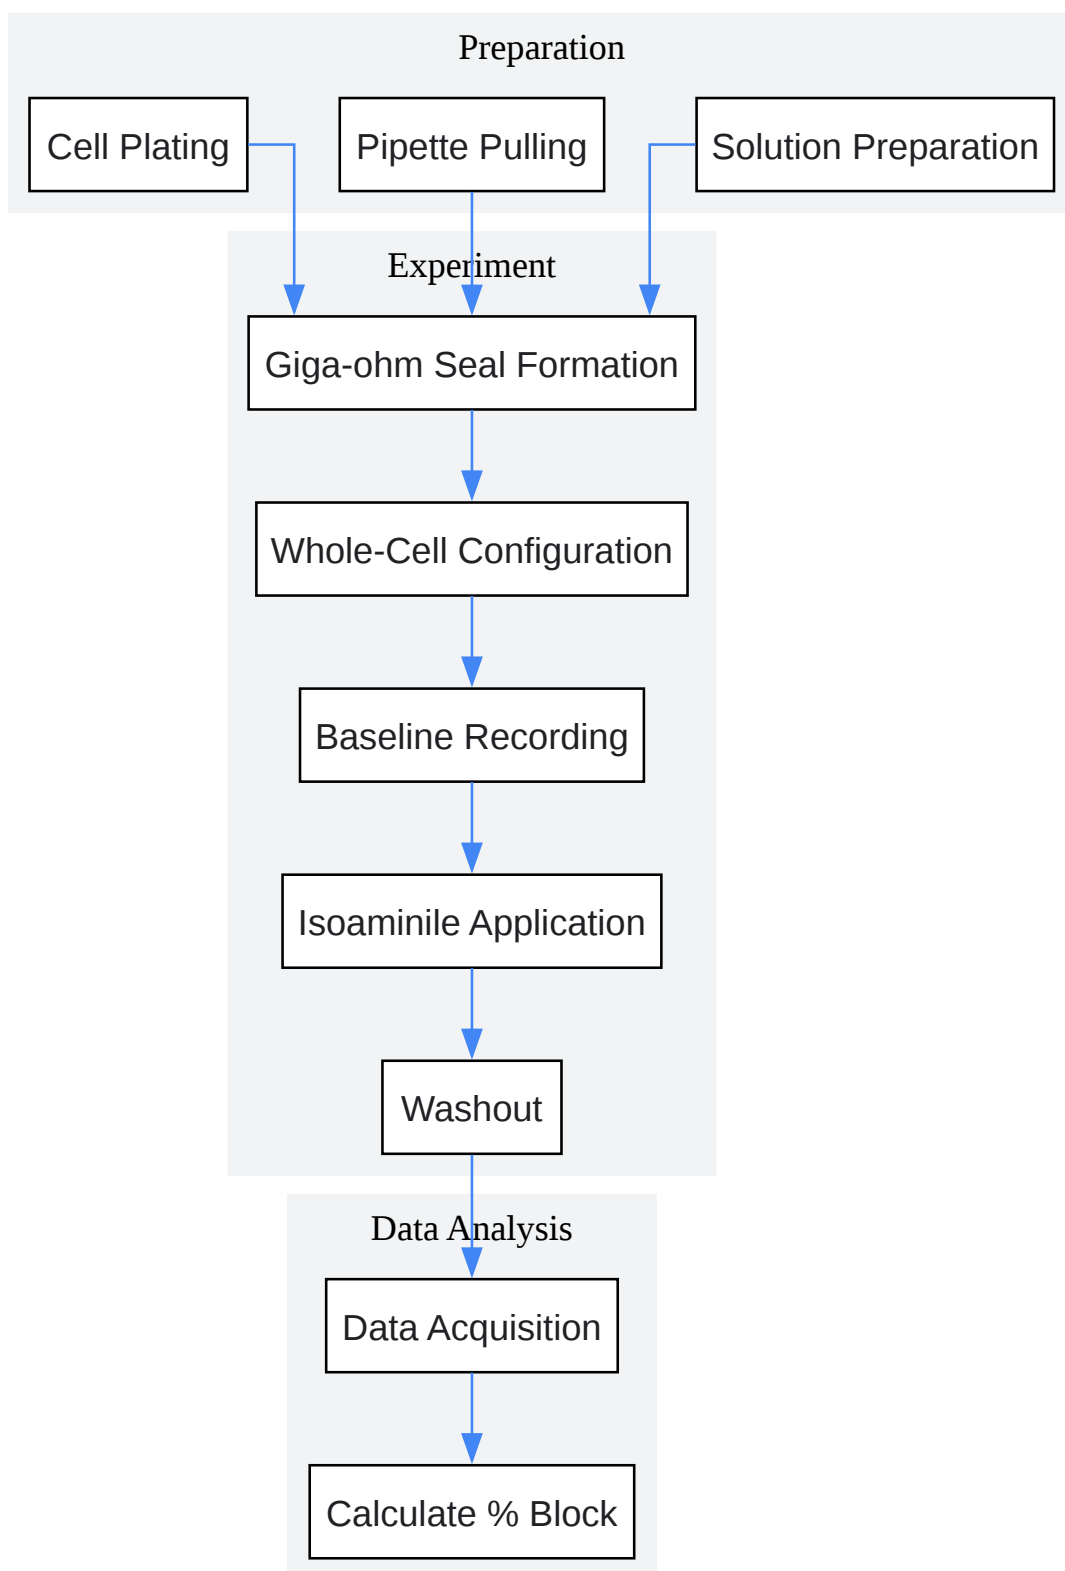 Preparation
Cell Plating
Pipette Pulling
Solution Preparation
Experiment
Giga-ohm Seal Formation
Whole-Cell Configuration
Baseline Recording
Isoaminile Application
Washout
Data Analysis
Data Acquisition
Calculate % Block